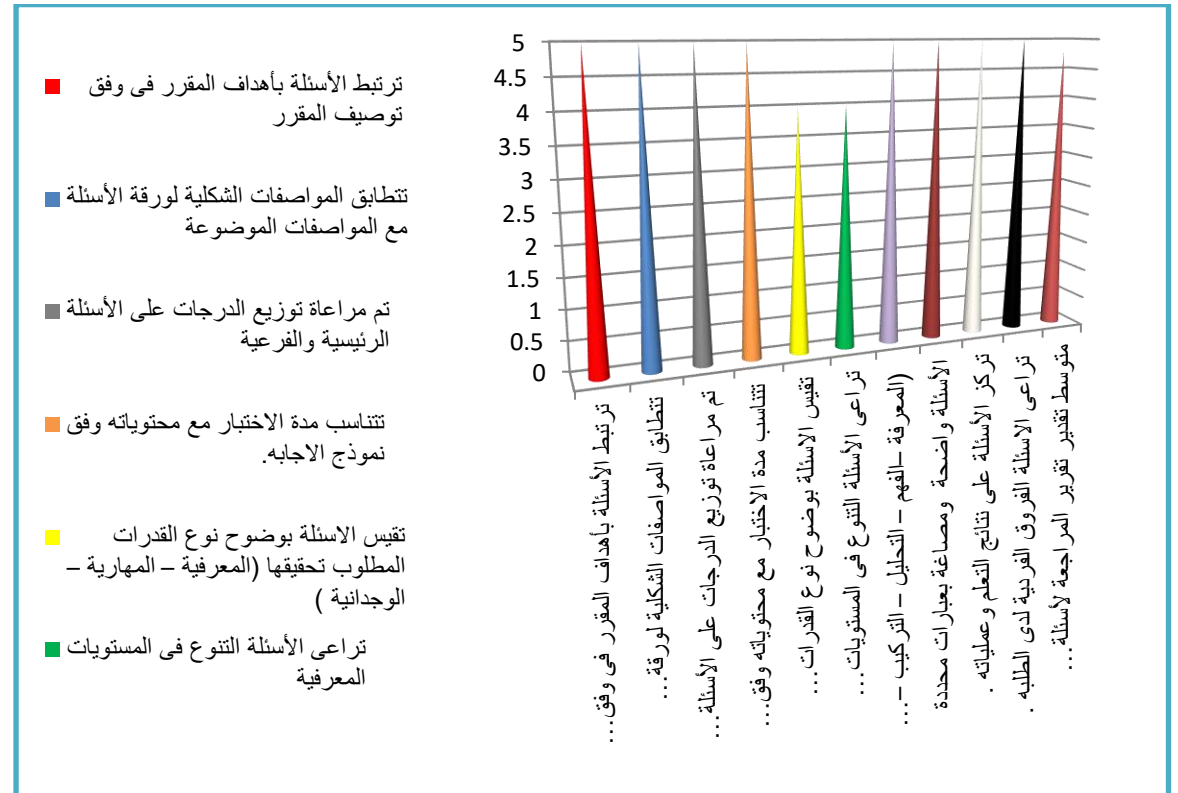 ترتبط الأسئلة بأهداف المقرر فى وفق
توصيف المقرر
تتطابق المواصفات الشكلية لورقة الأسئلة
مع المواصفات الموضوعة
تم مراعاة توزيع الدرجات على الأسئلة
الرئيسية والفرعية
تتناسب مدة الاختبار مع محتوياته وفق
نموذج الاجابه.
تقيس الاسئلة بوضوح نوع القدرات
المطلوب تحقيقها (المعرفية – المهارية –
الوجدانية )
تراعى الأسئلة التنوع فى المستويات
المعرفية
5
4.5
4
3.5
3
2.5
2
1.5
1
0.5
0
ترتبط الأسئلة بأهداف المقرر فى وفق...
تتطابق المواصفات الشكلية لورقة...
تم مراعاة توزيع الدرجات على الأسئلة...
تتناسب مدة الاختبار مع محتوياته وفق...
تقيس الاسئلة بوضوح نوع القدرات...
تراعى الأسئلة التنوع فى المستويات...
(المعرفة –الفهم – التحليل – التركيب –...
الأسئلة واضحة ومصاغة بعبارات محددة
تركز الأسئلة على نتائج التعلم وعملياته .
تراعى الاسئلة الفروق الفردية لدى الطلبه .
متوسط تقدير تقرير المراجعة لأسئلة...